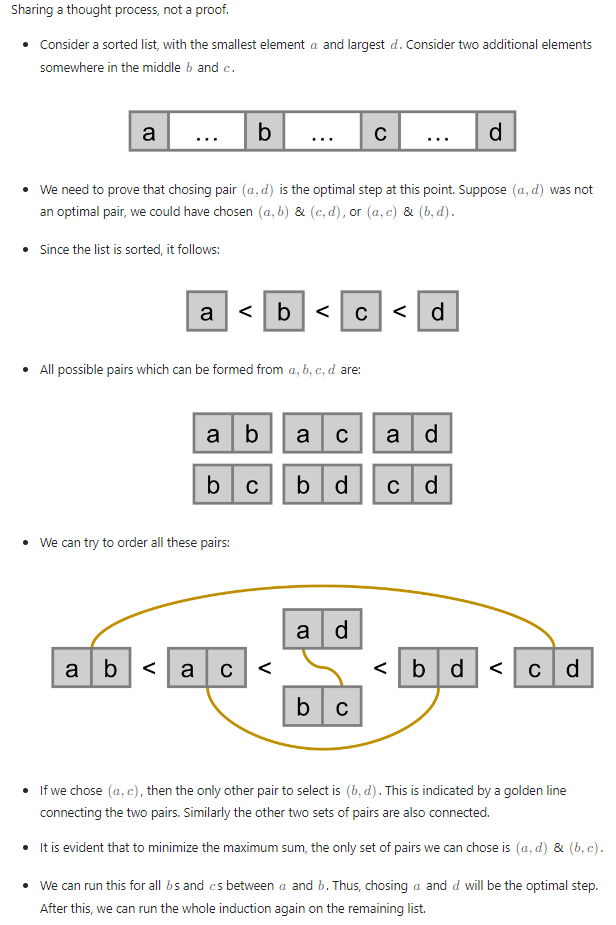 Sharing a thought process, not a proof.
• Consider a sorted list, with the smallest element a and largest d. Consider two additional elements
somewhere in the middle b and c.
a ... b ... c ... d
• We need to prove that chosing pair (a, d) is the optimal step at this point. Suppose (a, d) was not
an optimal pair, we could have chosen (a, b) & (c, d), or (a, c) & (b, d).
• Since the list is sorted, it follows:
a < b < c < d
• All possible pairs which can be formed from a, b, c, d are:
a b a c a d
b c b d c d
• We can try to order all these pairs:
a d
a b < a c < < b d < c d
b c
• If we chose (a, c), then the only other pair to select is (b, d). This is indicated by a golden line
connecting the two pairs. Similarly the other two sets of pairs are also connected.
• It is evident that to minimize the maximum sum, the only set of pairs we can chose is (a, d) & (b, c).
• We can run this for all bs and cs between a and b. Thus, chosing a and d will be the optimal step.
After this, we can run the whole induction again on the remaining list.